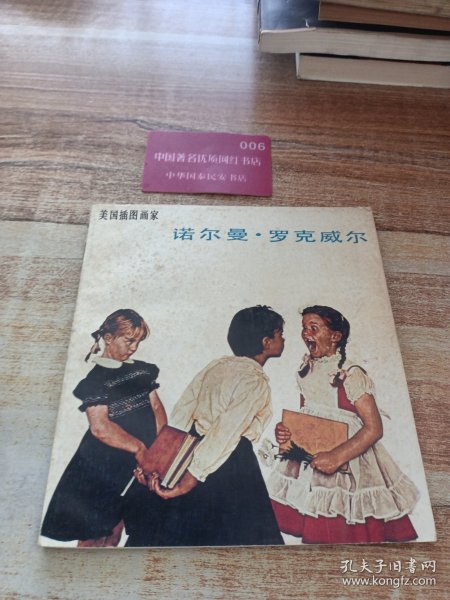 006
中国著名优质网红书店
中华国泰民安书店
美国插图画家
诺尔曼·罗克威尔
孔夫子旧书网
www.kongfz.com